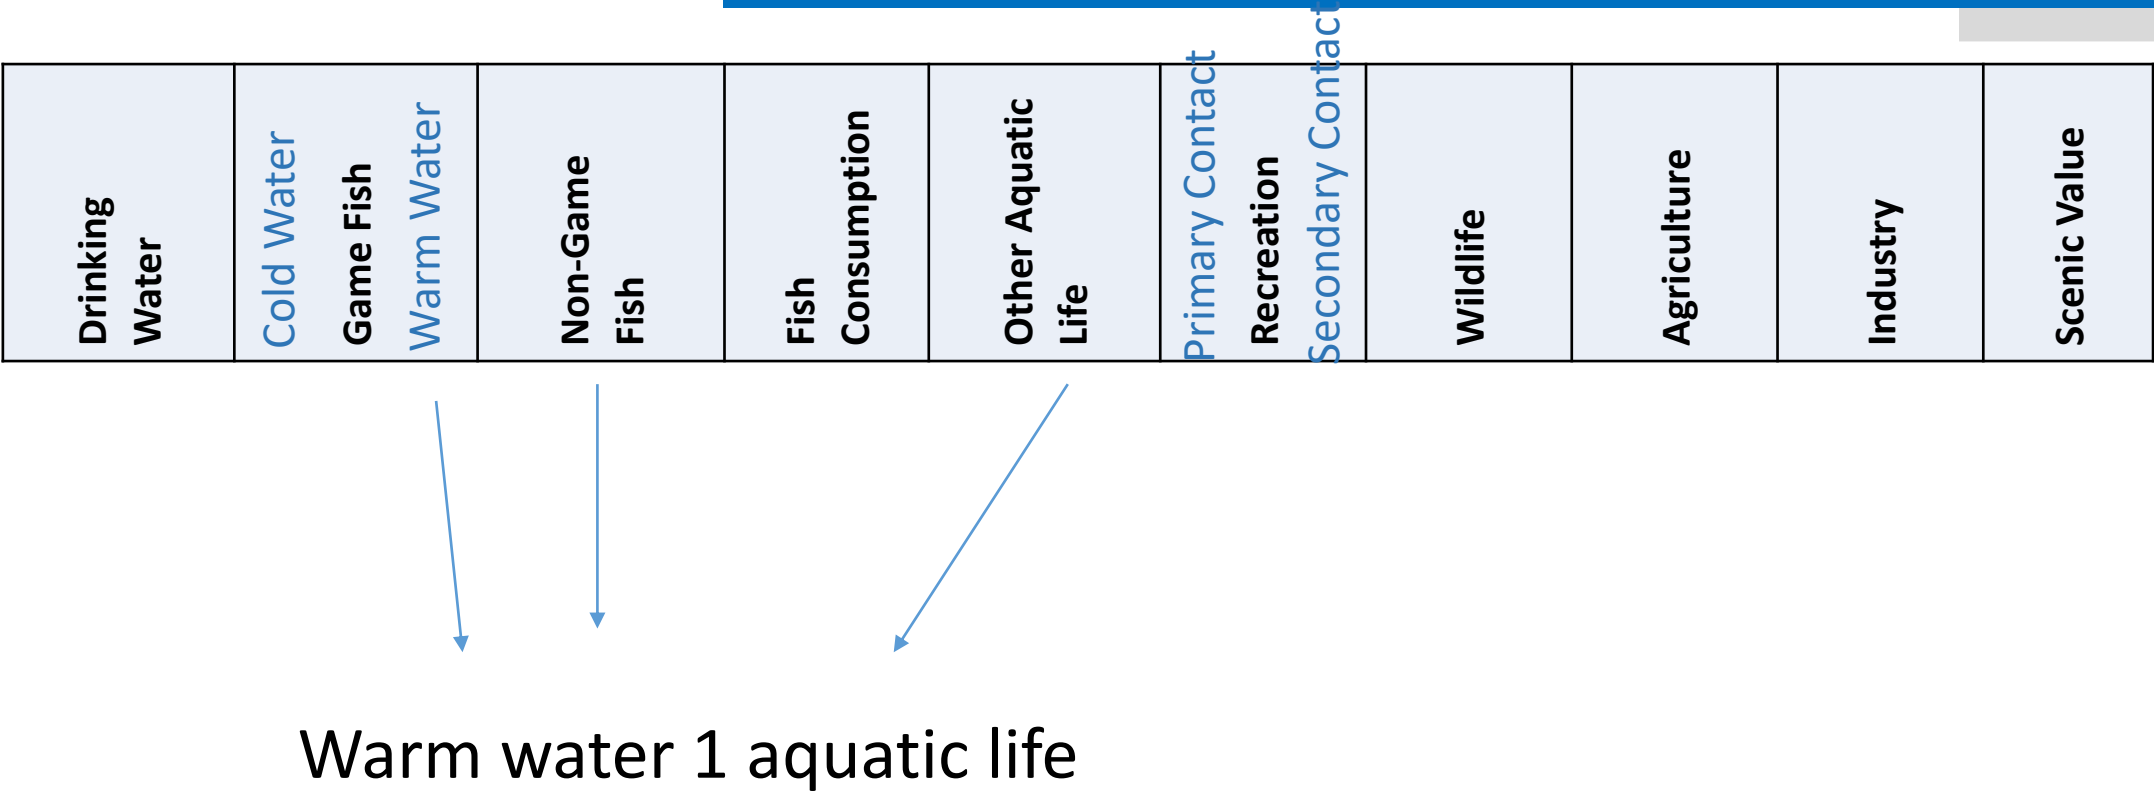 Drinking
Water
Cold Water
Game Fish
Warm Water
Non-Game
Fish
Fish
Consumption
Other Aquatic
Life
Primary Contact
Recreation
Secondary Contact
Wildlife
Agriculture
Industry
Scenic Value
Warm water 1 aquatic life